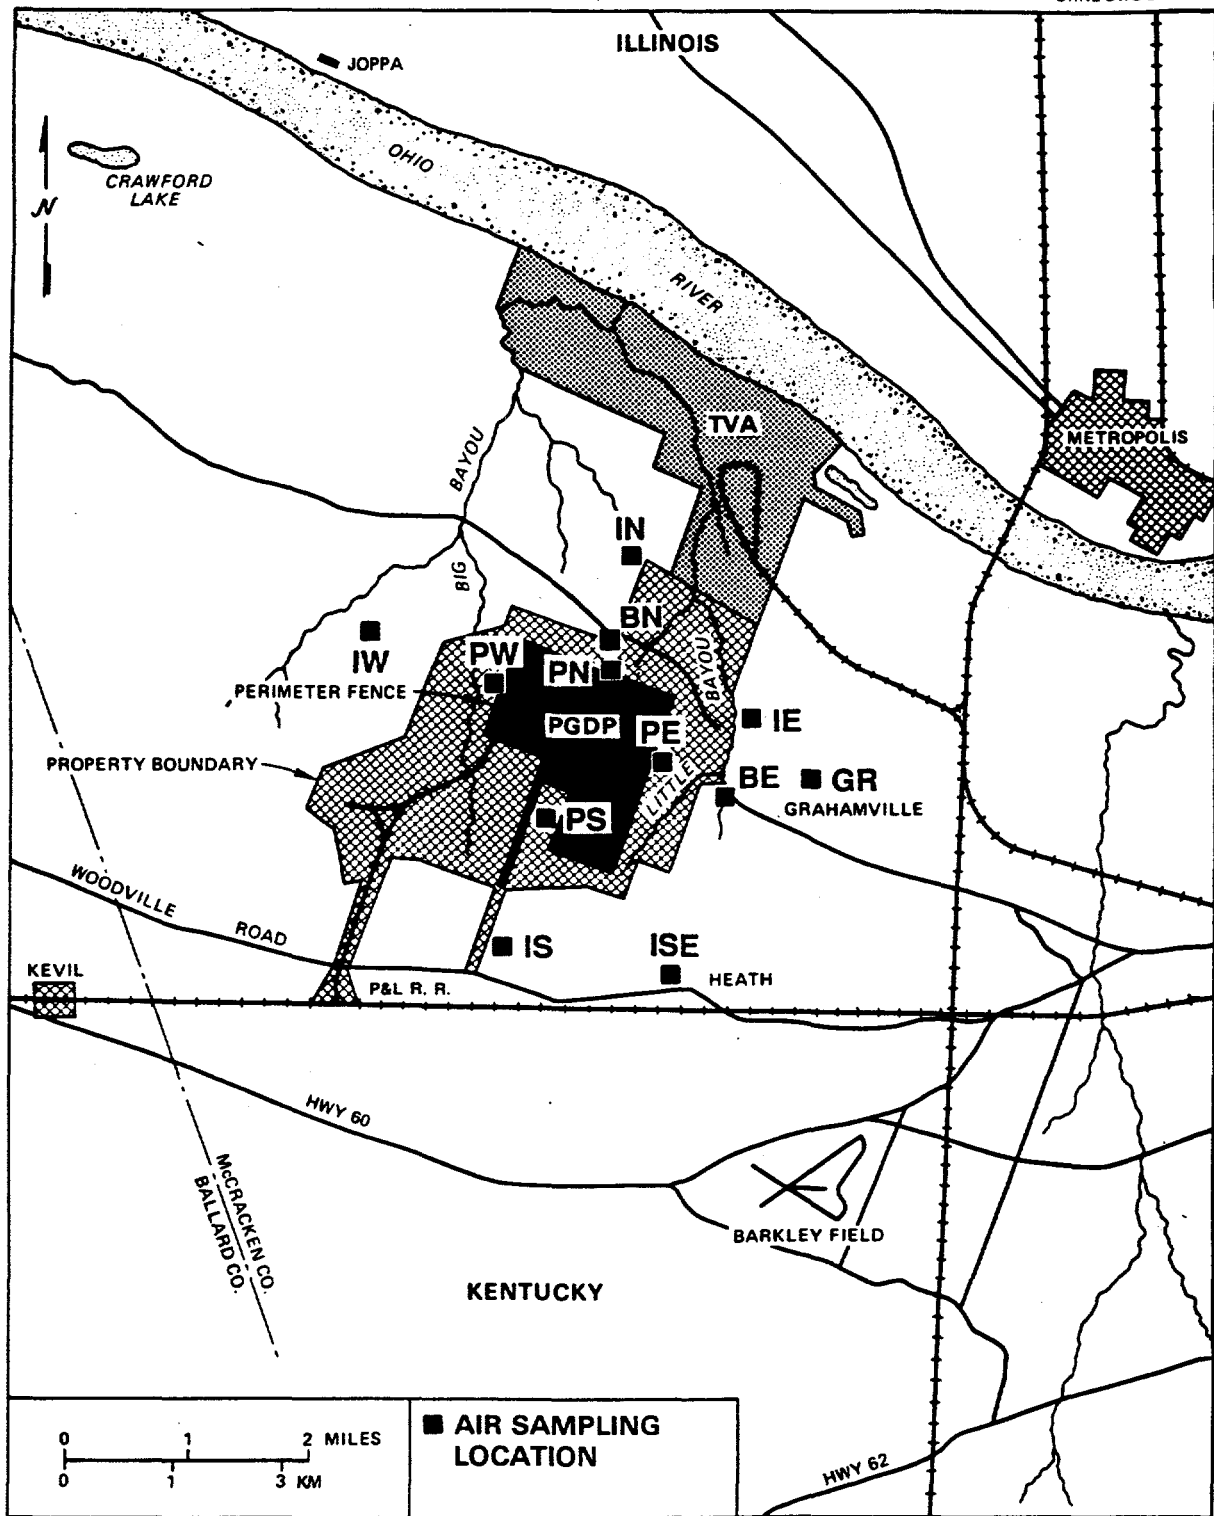 ILLINOIS
JOPPA
OHIO
CRAWFORD
LAKE
N
RIVER
TVA
METROPOLIS
BAYOU
IN
BIG
BN
IW
PW
PN
BAYOU
PERIMETER FENCE
PGDP
PE
IE
PROPERTY BOUNDARY
BE
GR
LITTLE
GRAHAMVILLE
PS
WOODVILLE
ROAD
IS
ISE
KEVIL
HEATH
P&L R. R.
HWY 60
McCRACKEN CO.
BALLARD CO.
BARKLEY FIELD
KENTUCKY
0 1 2 MILES
0 1 3 KM
AIR SAMPLING
LOCATION
HWY 62